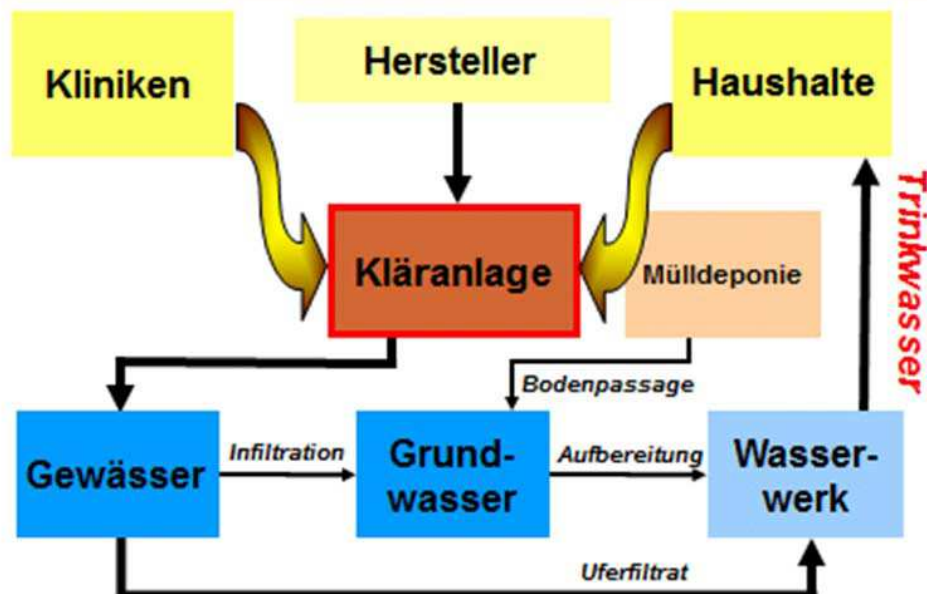 Kliniken
Hersteller
Haushalte
Kläranlage
Mülldeponie
Trinkwasser
Bodenpassage
Gewässer
Infiltration
Grund-
wasser
Aufbereitung
Wasser-
werk
Uferfiltrat